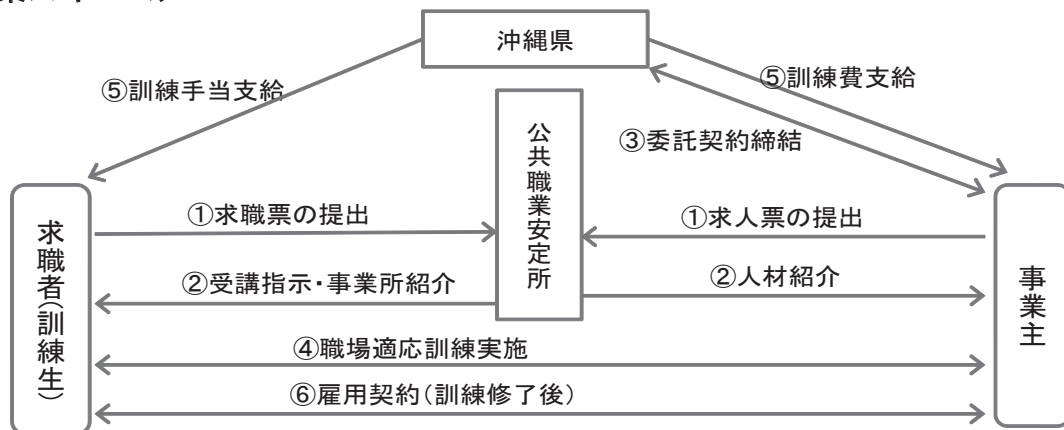 沖縄県
⑤訓練手当支給
⑤訓練費支給
③委託契約締結
公共職業安定所
①求職票の提出
①求人票の提出
求職者(訓練生)
事業主
②受講指示・事業所紹介
②人材紹介
④職場適応訓練実施
⑥雇用契約(訓練修了後)